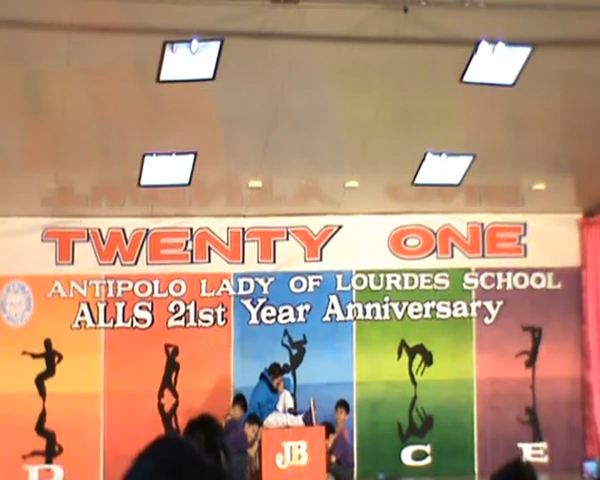 TWENTY ONE
ANTIPOLO LADY OF LOURDES SCHOOL
ALLS 21st Year Anniversary
JB
C
E